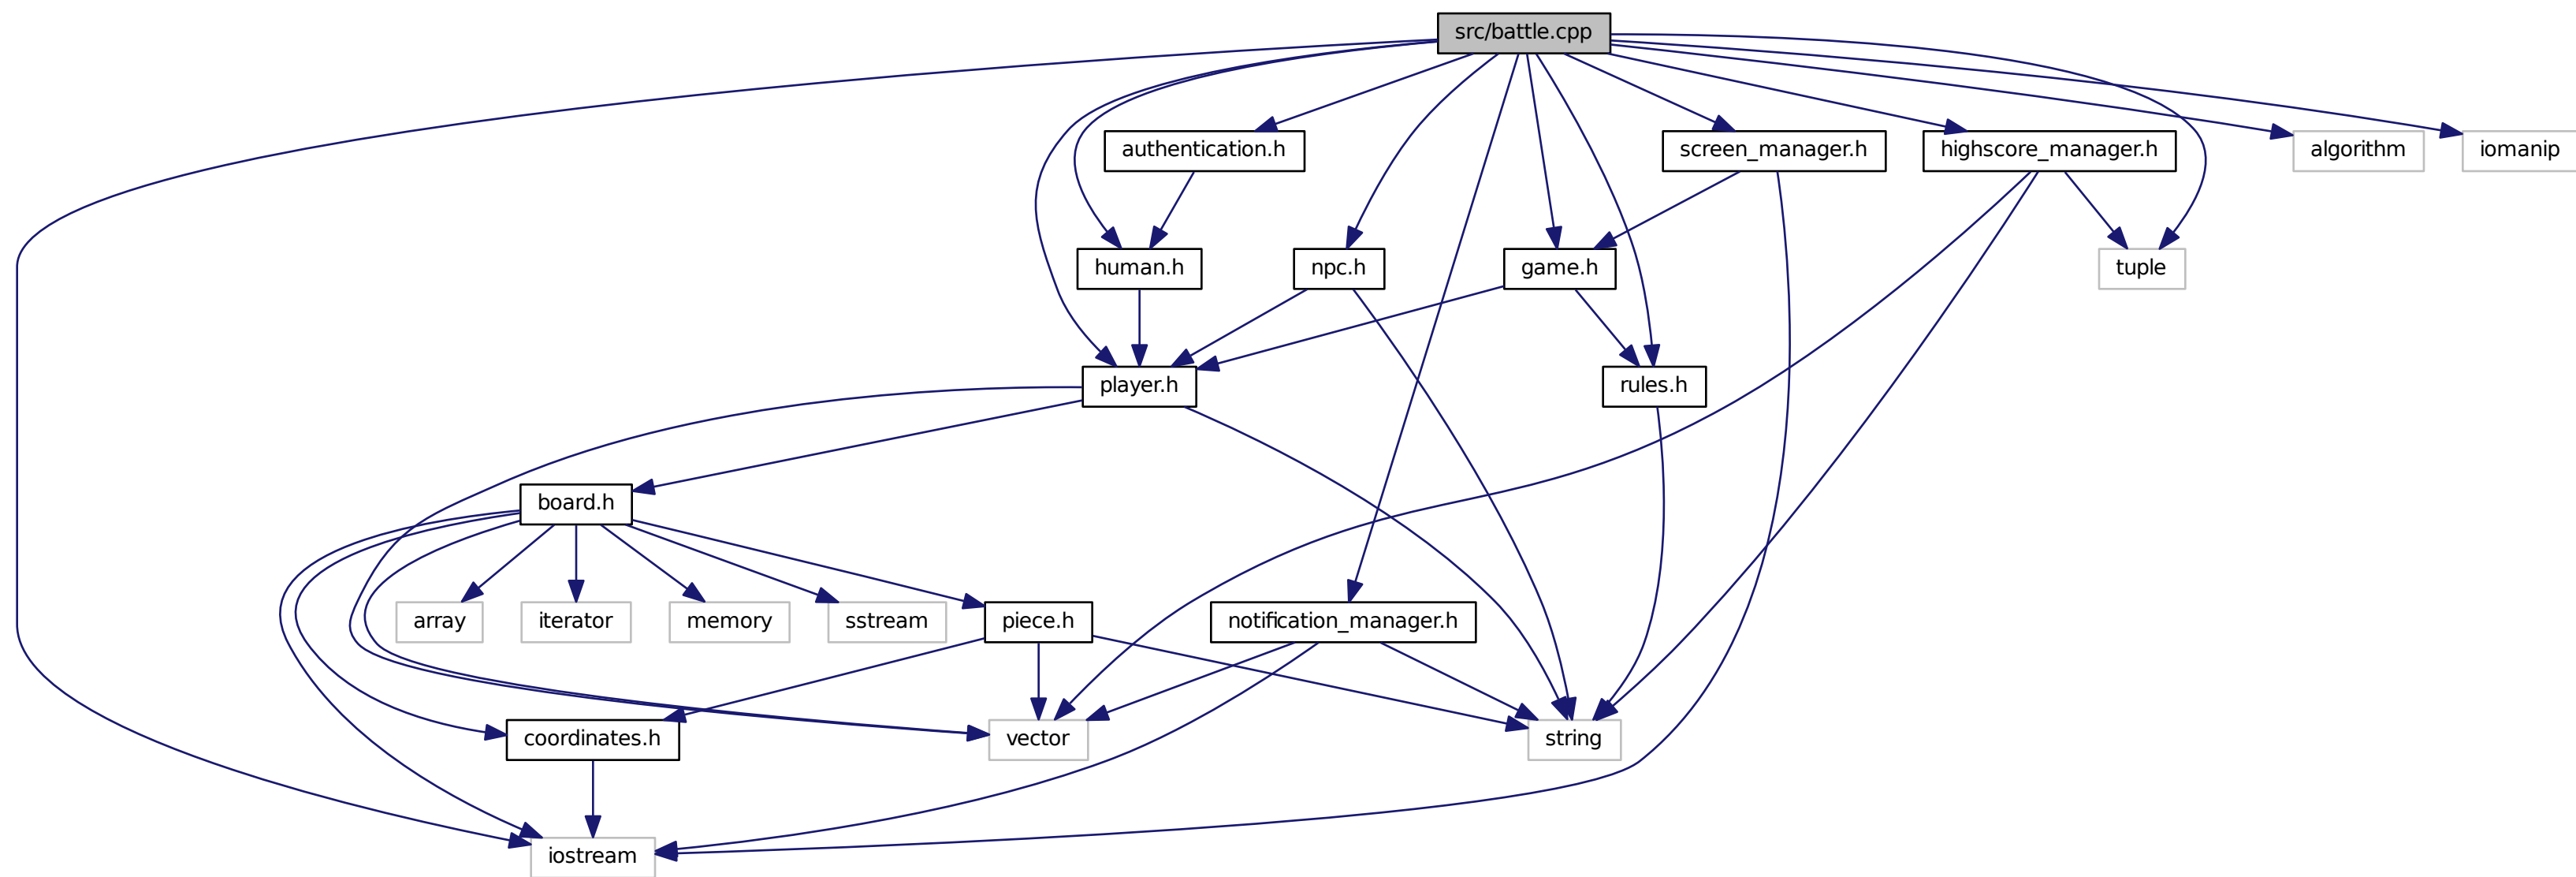 src/battle.cpp
authentication.h
screen_manager.h
highscore_manager.h
algorithm
iomanip
human.h
npc.h
game.h
tuple
player.h
rules.h
board.h
array
iterator
memory
sstream
piece.h
notification_manager.h
coordinates.h
vector
string
iostream